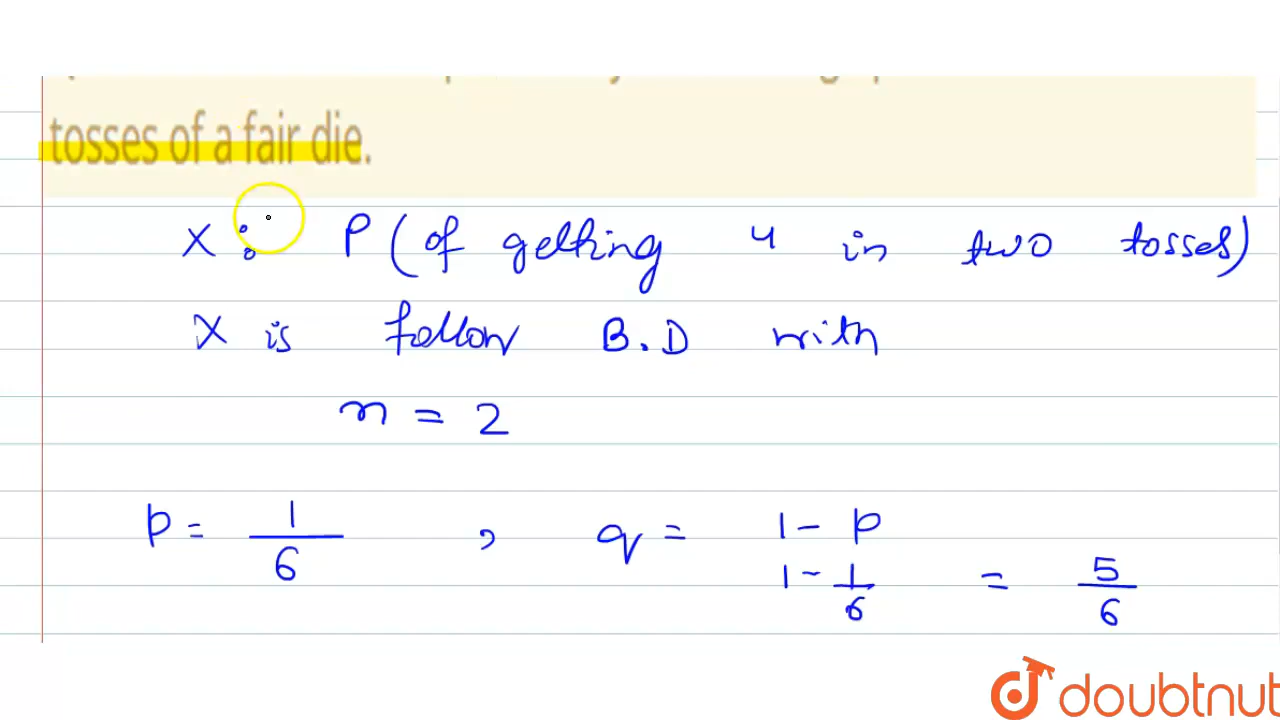 tosses of a fair die.
X : P ( of getting 4 in two tosses)
X is follow B.D with
n = 2
p = 1/6 , q = 1 - p
1 - 1/6 = 5/6
doubtnut